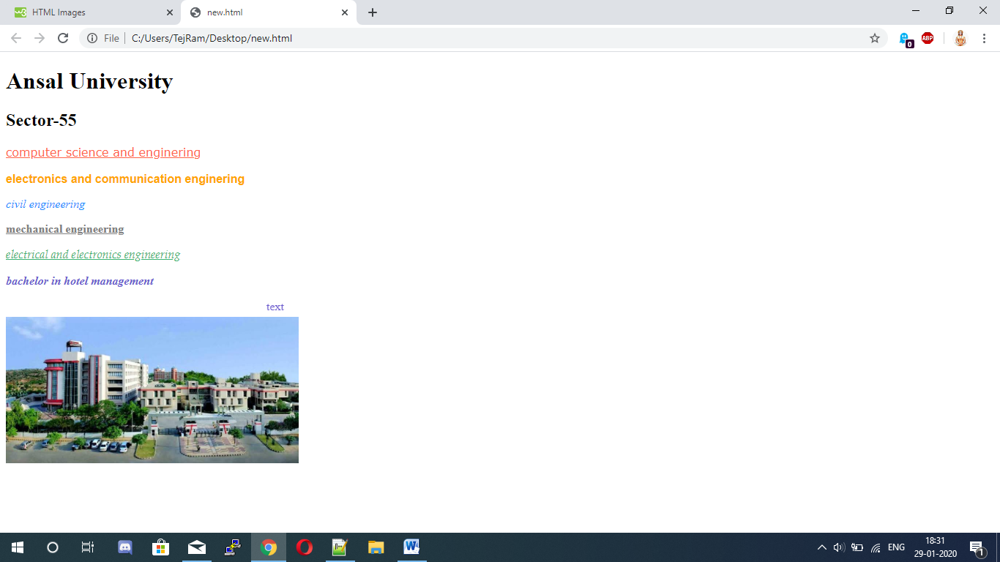 HTML Images
new.html
File
C:/Users/TejRam/Desktop/new.html
0
ABP
Ansal University
Sector-55
computer science and enginering
electronics and communication enginering
civil engineering
mechanical engineering
electrical and electronics engineering
bachelor in hotel management
text
ENG
18:31
29-01-2020
1